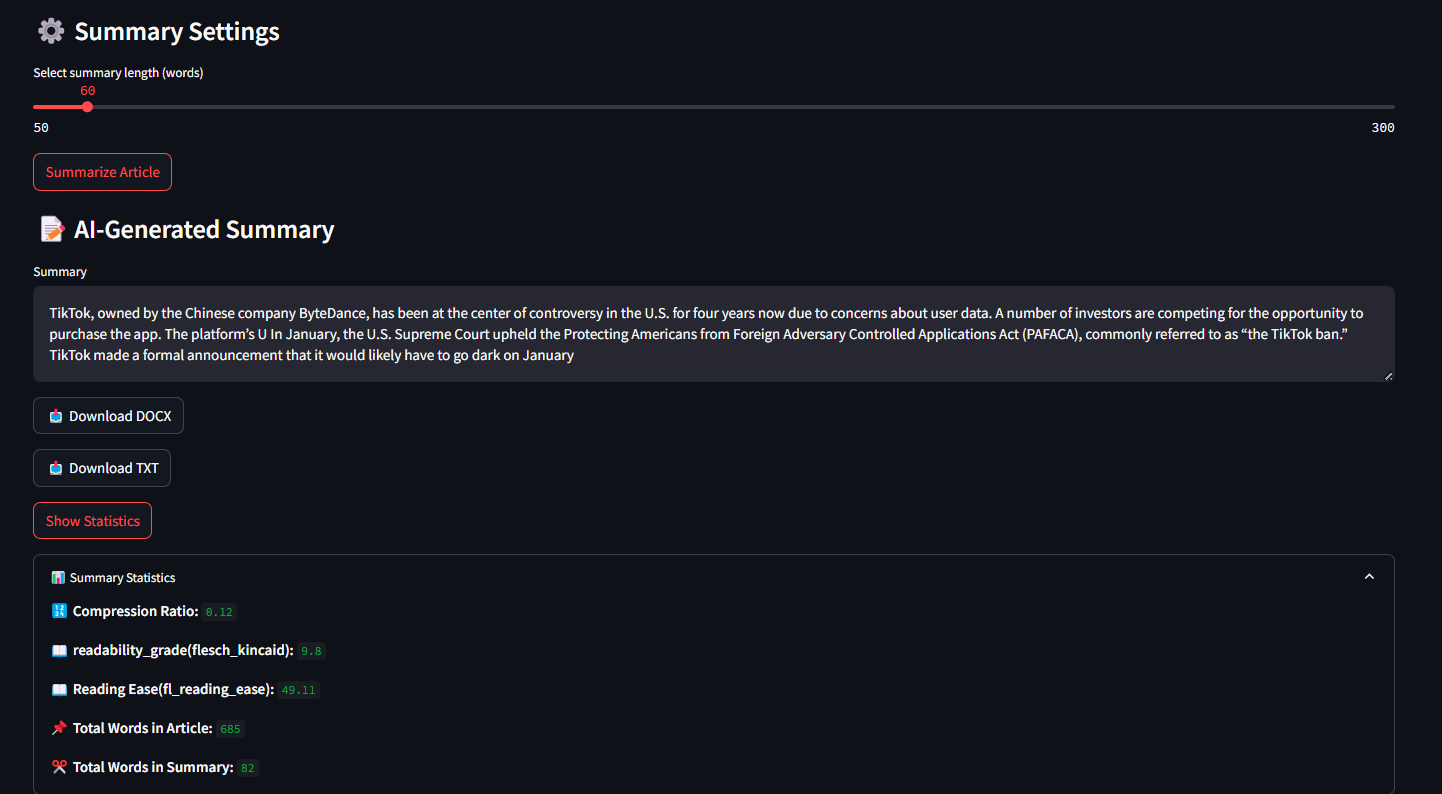 Summary Settings
Select summary length (words)
60
50
300
Summarize Article
AI-Generated Summary
Summary
TikTok, owned by the Chinese company ByteDance, has been at the center of controversy in the U.S. for four years now due to concerns about user data. A number of investors are competing for the opportunity to
purchase the app. The platform’s U In January, the U.S. Supreme Court upheld the Protecting Americans from Foreign Adversary Controlled Applications Act (PAFACA), commonly referred to as “the TikTok ban.”
TikTok made a formal announcement that it would likely have to go dark on January
Download DOCX
Download TXT
Show Statistics
Summary Statistics
Compression Ratio: 0.12
readability_grade(flesch_kincaid): 9.8
Reading Ease(fl_reading_ease): 49.11
Total Words in Article: 685
Total Words in Summary: 82